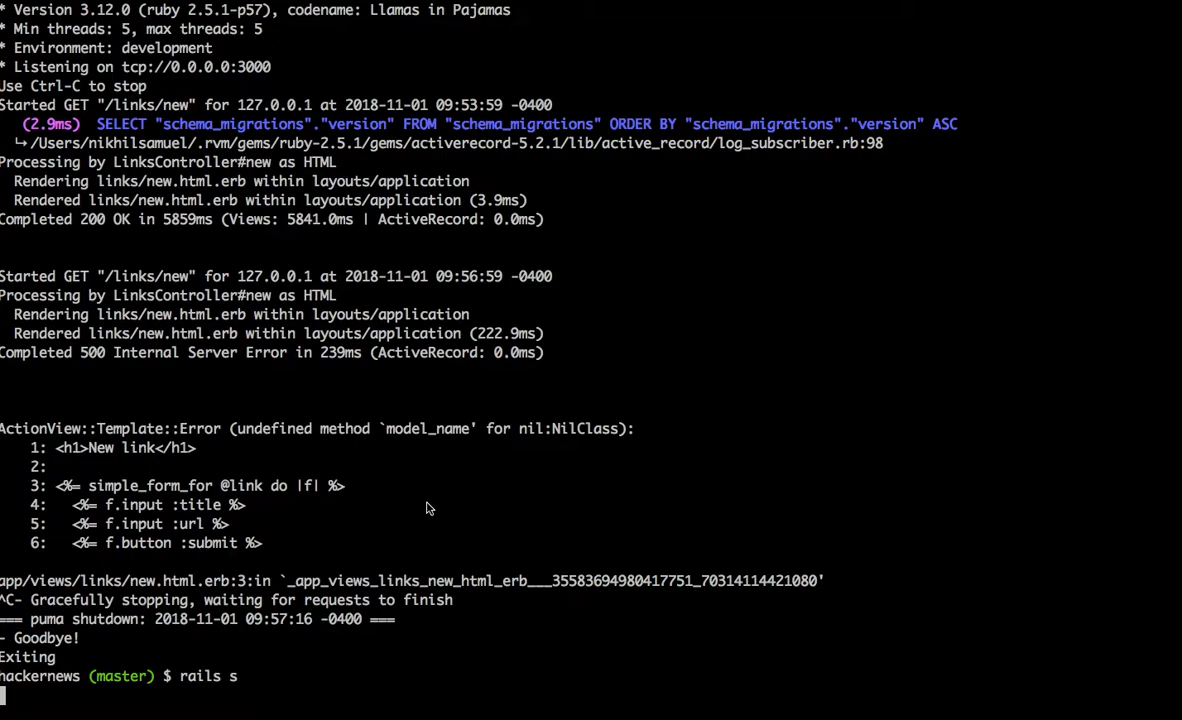 * Version 3.12.0 (ruby 2.5.1-p57), codename: Llamas in Pajamas
* Min threads: 5, max threads: 5
* Environment: development
* Listening on tcp://0.0.0.0:3000
Use Ctrl-C to stop
Started GET "/links/new" for 127.0.0.1 at 2018-11-01 09:53:59 -0400
(2.9ms)  SELECT "schema_migrations"."version" FROM "schema_migrations" ORDER BY "schema_migrations"."version" ASC
↳ /Users/nikhilsamuel/.rvm/gems/ruby-2.5.1/gems/activerecord-5.2.1/lib/active_record/log_subscriber.rb:98
Processing by LinksController#new as HTML
Rendering links/new.html.erb within layouts/application
Rendered links/new.html.erb within layouts/application (3.9ms)
Completed 200 OK in 5859ms (Views: 5841.0ms | ActiveRecord: 0.0ms)
Started GET "/links/new" for 127.0.0.1 at 2018-11-01 09:56:59 -0400
Processing by LinksController#new as HTML
Rendering links/new.html.erb within layouts/application
Rendered links/new.html.erb within layouts/application (222.9ms)
Completed 500 Internal Server Error in 239ms (ActiveRecord: 0.0ms)
ActionView::Template::Error (undefined method `model_name' for nil:NilClass):
1: <h1>New link</h1>
2:
3: <%= simple_form_for @link do |f| %>
4:   <%= f.input :title %>
5:   <%= f.input :url %>
6:   <%= f.button :submit %>
app/views/links/new.html.erb:3:in `_app_views_links_new_html_erb___35583694980417751_70314114421080'
^C- Gracefully stopping, waiting for requests to finish
=== puma shutdown: 2018-11-01 09:57:16 -0400 ===
- Goodbye!
Exiting
hackernews (master) $ rails s